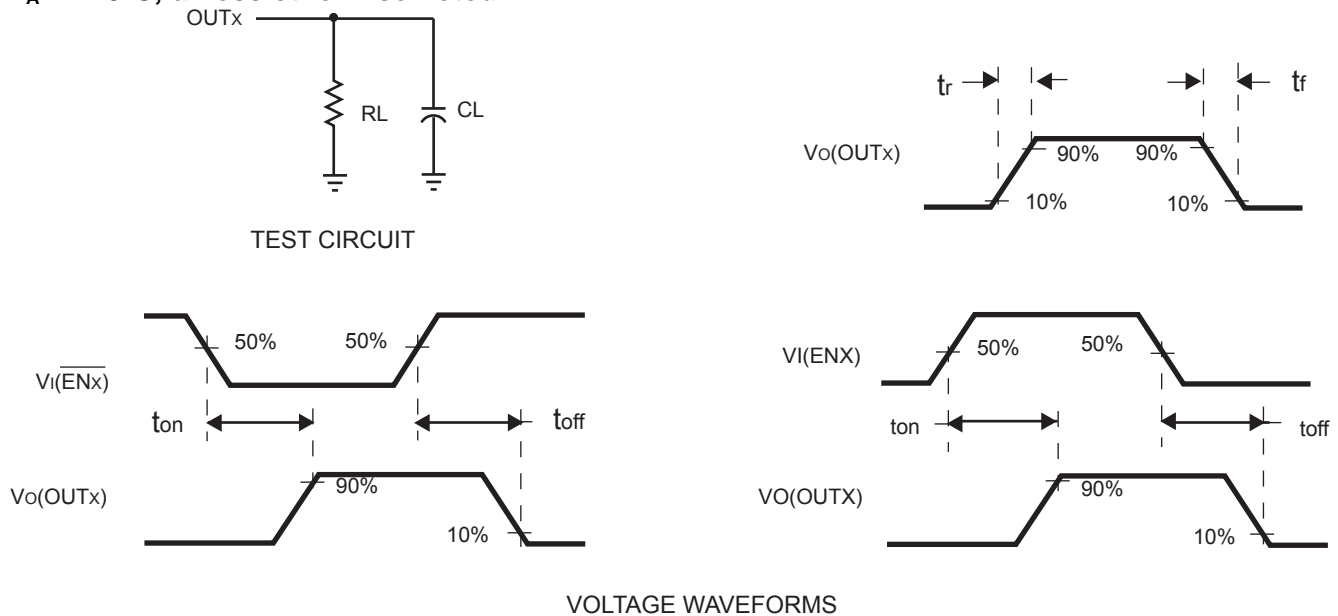 OUTx
RL
CL
TEST CIRCUIT
tr
tf
VO(OUTx)
90%
90%
10%
10%
VI(ENx)
50%
50%
ton
toff
VO(OUTx)
90%
10%
VI(ENX)
50%
50%
ton
toff
VO(OUTX)
90%
10%
VOLTAGE WAVEFORMS